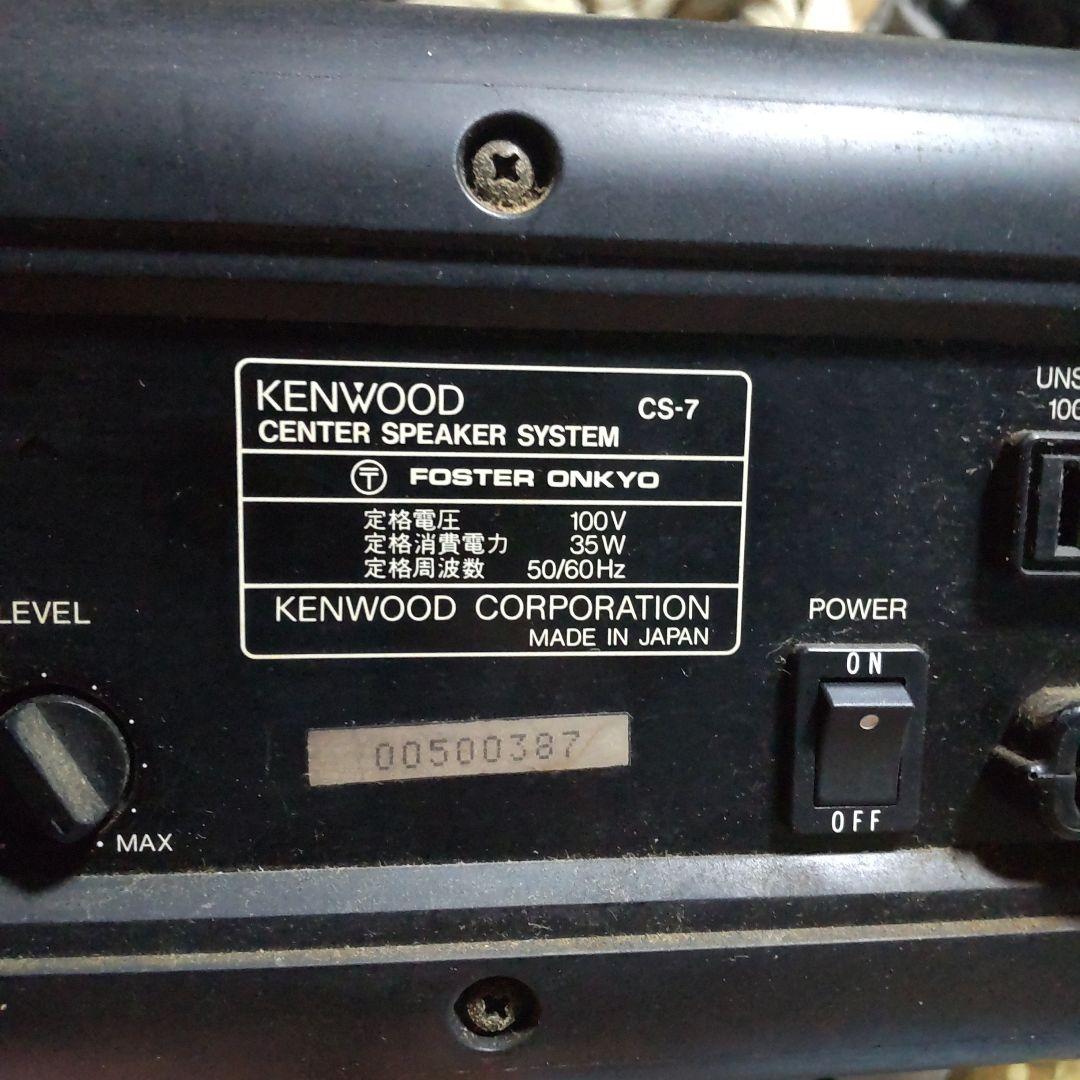 KENWOOD CS-7
CENTER SPEAKER SYSTEM
〒 FOSTER ONKYO
定格電圧 100V
定格消費電力 35W
定格周波数 50/60Hz
KENWOOD CORPORATION
MADE IN JAPAN
LEVEL
MAX
00500387
POWER
ON
OFF